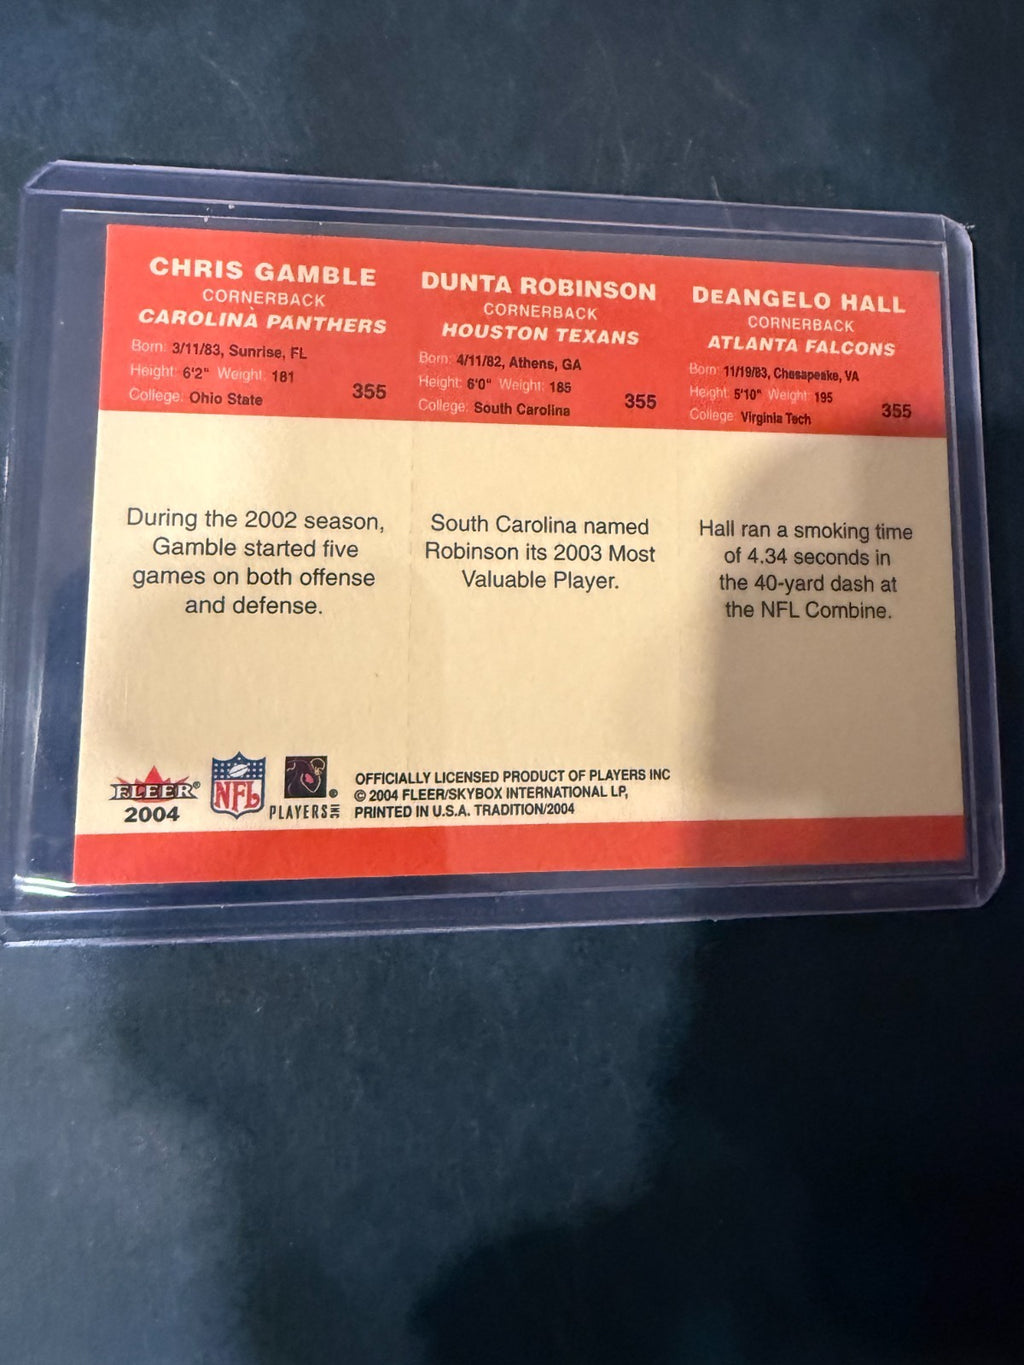 CHRIS GAMBLE
CORNERBACK
CAROLINA PANTHERS
Born: 3/11/83, Sunrise, FL
Height: 6'2" Weight: 181
College: Ohio State 355
During the 2002 season,
Gamble started five
games on both offense
and defense.
DUNTA ROBINSON
CORNERBACK
HOUSTON TEXANS
Born: 4/11/82, Athens, GA
Height: 6'0" Weight: 185
College: South Carolina 355
South Carolina named
Robinson its 2003 Most
Valuable Player.
DeANGELO HALL
CORNERBACK
ATLANTA FALCONS
Born: 11/19/83, Chesapeake, VA
Height: 5'10" Weight: 195
College: Virginia Tech 355
Hall ran a smoking time
of 4.34 seconds in
the 40-yard dash at
the NFL Combine.
FLEER®
2004
NFL
PLAYERS INC
®
OFFICIALLY LICENSED PRODUCT OF PLAYERS INC
© 2004 FLEER/SKYBOX INTERNATIONAL LP,
PRINTED IN U.S.A. TRADITION/2004